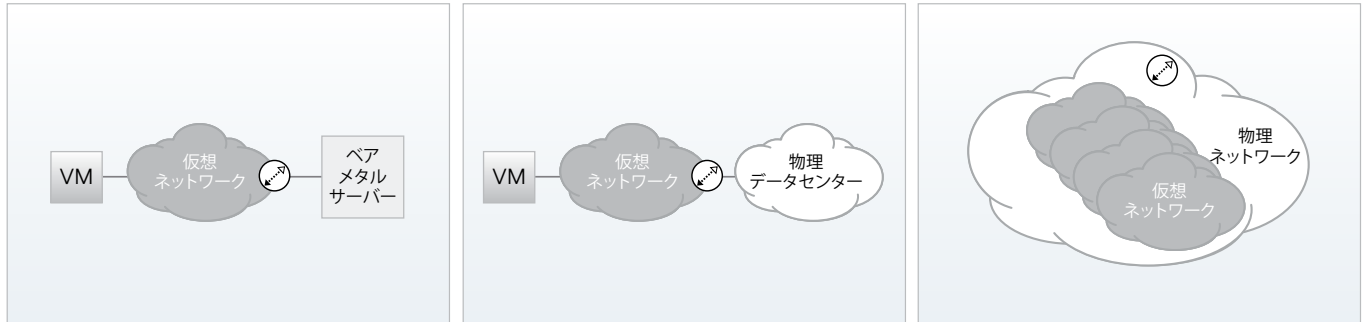 VM
仮想
ネットワーク
ベア
メタル
サーバー
VM
仮想
ネットワーク
物理
データセンター
物理
ネットワーク
仮想
ネットワーク